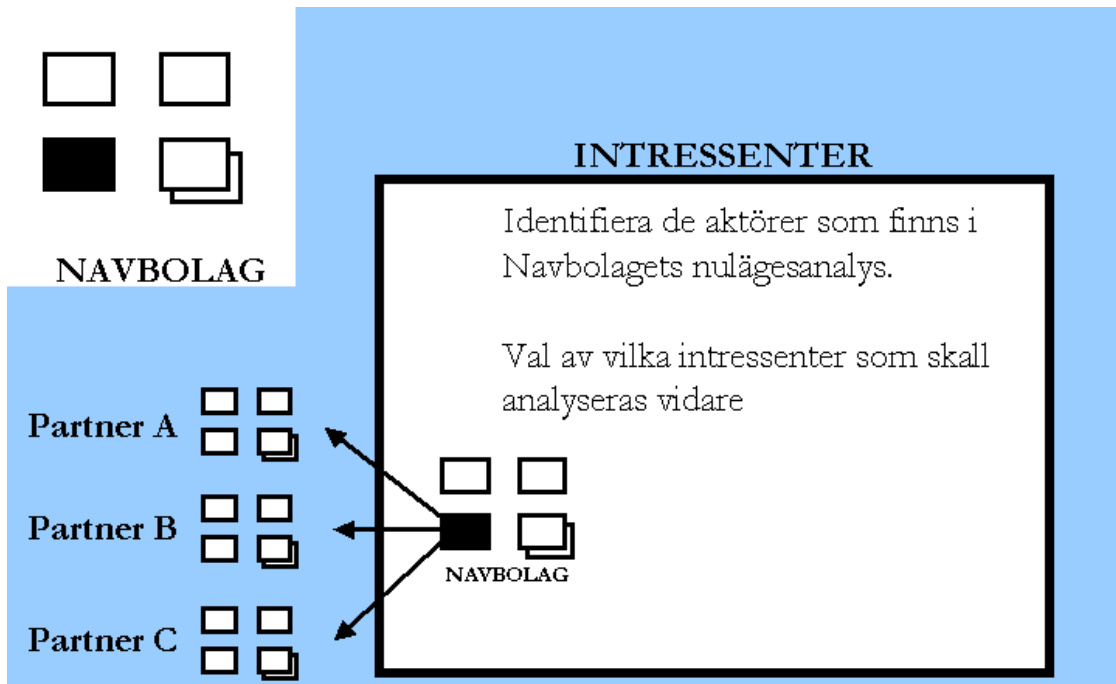 NAVBOLAG
INTRESSENTER
Identifiera de aktörer som finns i
Navbolagets nulägesanalys.
Val av vilka intressenter som skall
analyseras vidare
Partner A
Partner B
Partner C
NAVBOLAG